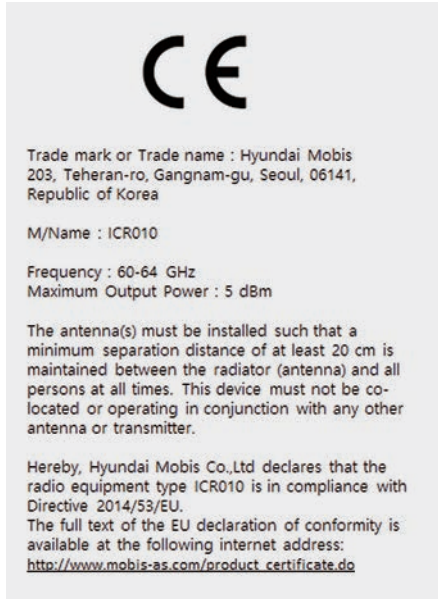 CE
Trade mark or Trade name : Hyundai Mobis
203, Teheran-ro, Gangnam-gu, Seoul, 06141,
Republic of Korea
M/Name : ICR010
Frequency : 60-64 GHz
Maximum Output Power : 5 dBm
The antenna(s) must be installed such that a
minimum separation distance of at least 20 cm is
maintained between the radiator (antenna) and all
persons at all times. This device must not be co-
located or operating in conjunction with any other
antenna or transmitter.
Hereby, Hyundai Mobis Co.,Ltd declares that the
radio equipment type ICR010 is in compliance with
Directive 2014/53/EU.
The full text of the EU declaration of conformity is
available at the following internet address:
http://www.mobis-as.com/product_certificate.do